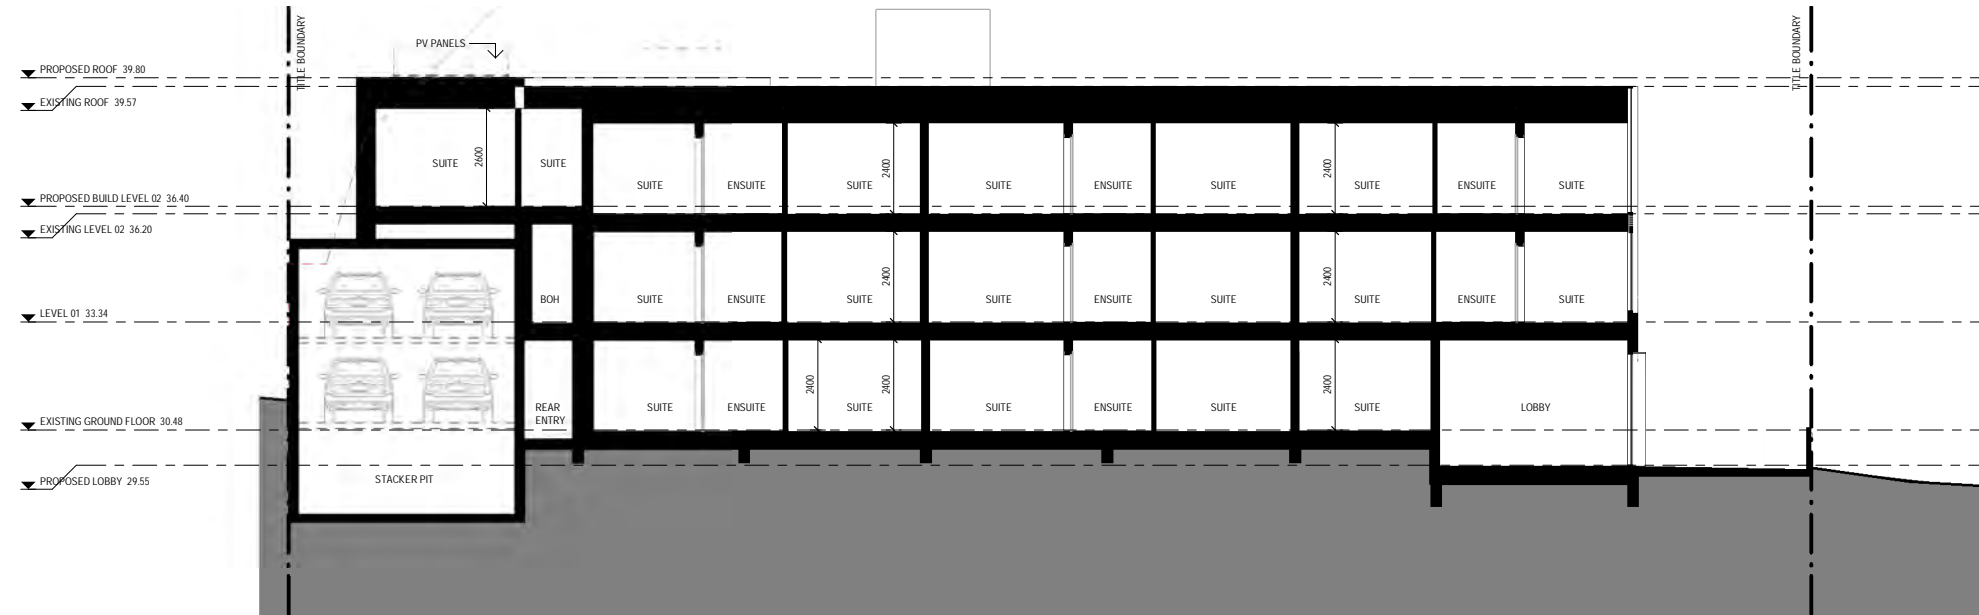 TITLE BOUNDARY
TITLE BOUNDARY
PV PANELS
PROPOSED ROOF 39.80
EXISTING ROOF 39.57
SUITE
2600
SUITE
SUITE
ENSUITE
SUITE
2400
SUITE
ENSUITE
SUITE
2400
SUITE
ENSUITE
SUITE
PROPOSED BUILD LEVEL 02 36.40
EXISTING LEVEL 02 36.20
BOH
SUITE
ENSUITE
SUITE
2400
SUITE
ENSUITE
SUITE
2400
SUITE
ENSUITE
SUITE
LEVEL 01 33.34
REAR
ENTRY
SUITE
ENSUITE
2400
SUITE
2400
SUITE
ENSUITE
SUITE
2400
SUITE
LOBBY
EXISTING GROUND FLOOR 30.48
PROPOSED LOBBY 29.55
STACKER PIT